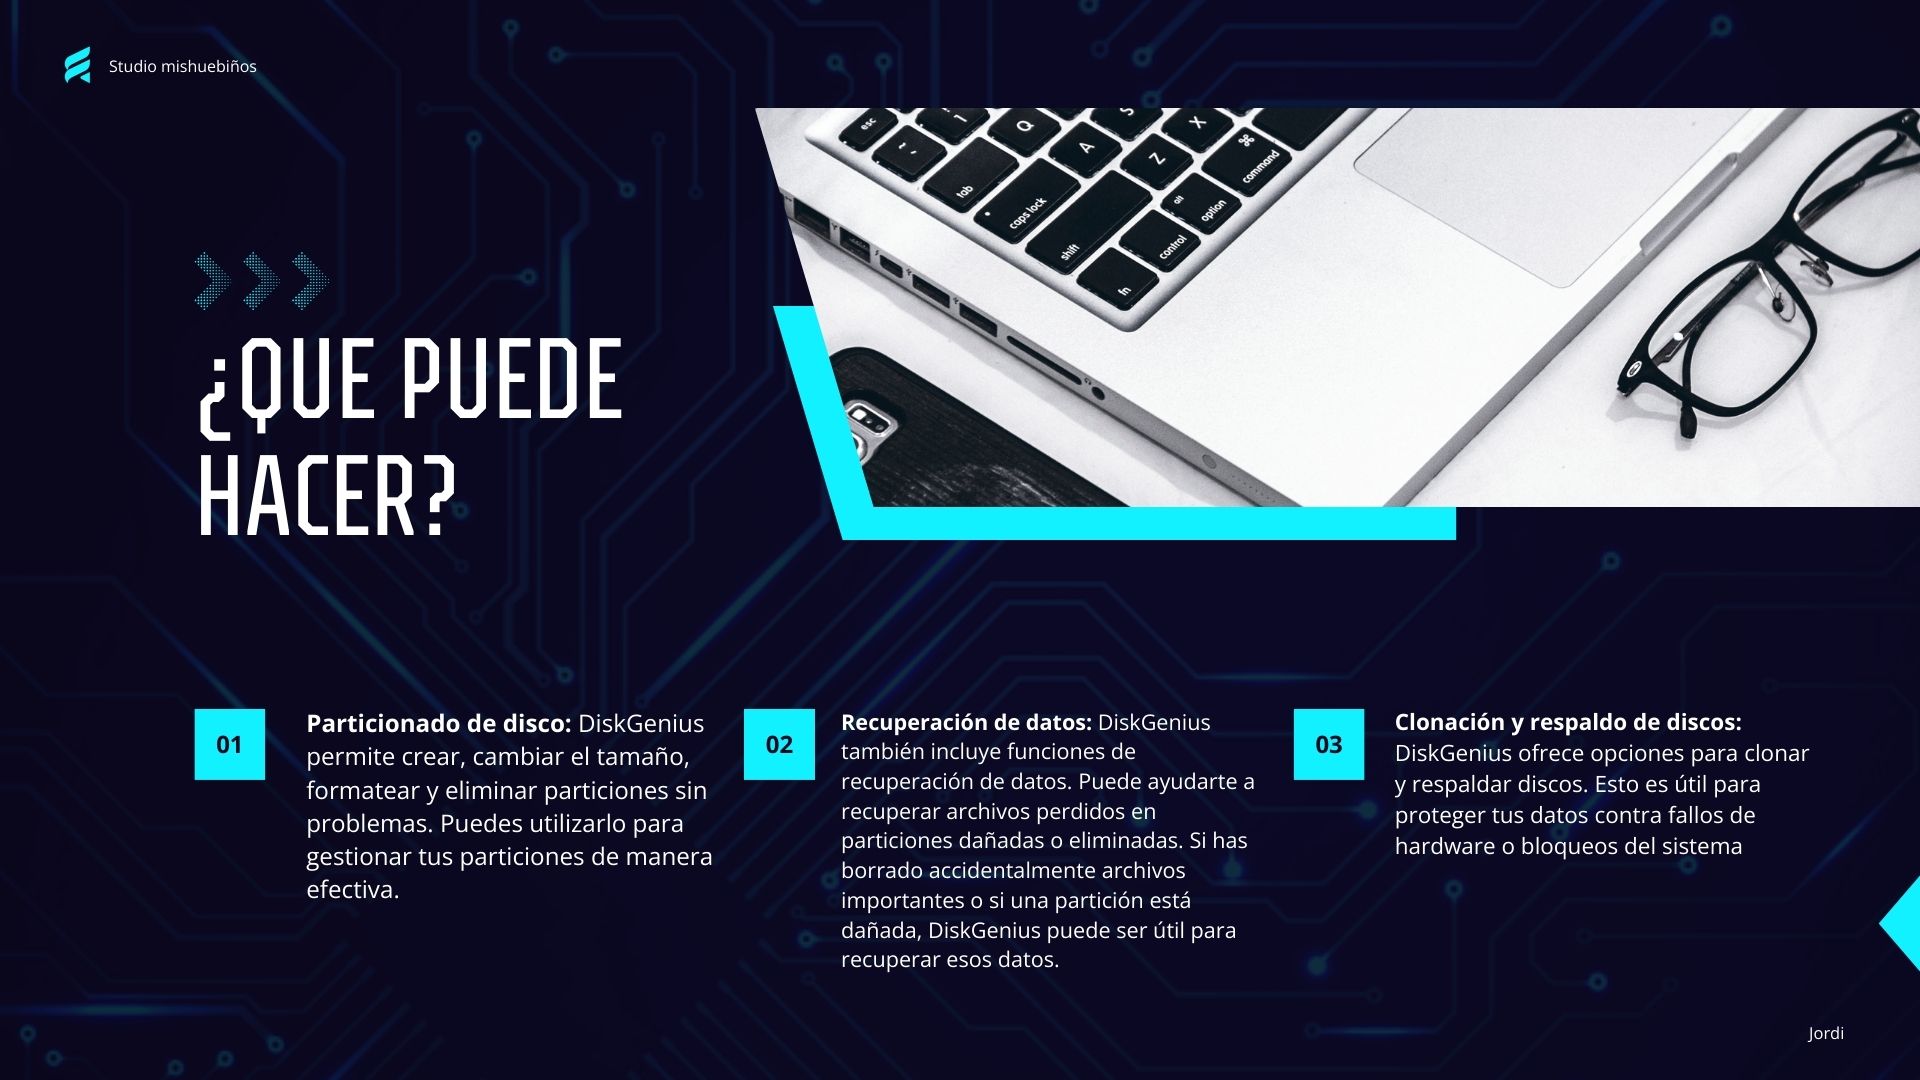 Studio mishuebiños
esc
1
Q
A
S
Z
X
~
tab
caps lock
shift
fn
control
alt
option
⌘
command
¿QUE PUEDE
HACER?
01
Particionado de disco: DiskGenius
permite crear, cambiar el tamaño,
formatear y eliminar particiones sin
problemas. Puedes utilizarlo para
gestionar tus particiones de manera
efectiva.
02
Recuperación de datos: DiskGenius
también incluye funciones de
recuperación de datos. Puede ayudarte a
recuperar archivos perdidos en
particiones dañadas o eliminadas. Si has
borrado accidentalmente archivos
importantes o si una partición está
dañada, DiskGenius puede ser útil para
recuperar esos datos.
03
Clonación y respaldo de discos:
DiskGenius ofrece opciones para clonar
y respaldar discos. Esto es útil para
proteger tus datos contra fallos de
hardware o bloqueos del sistema
Jordi